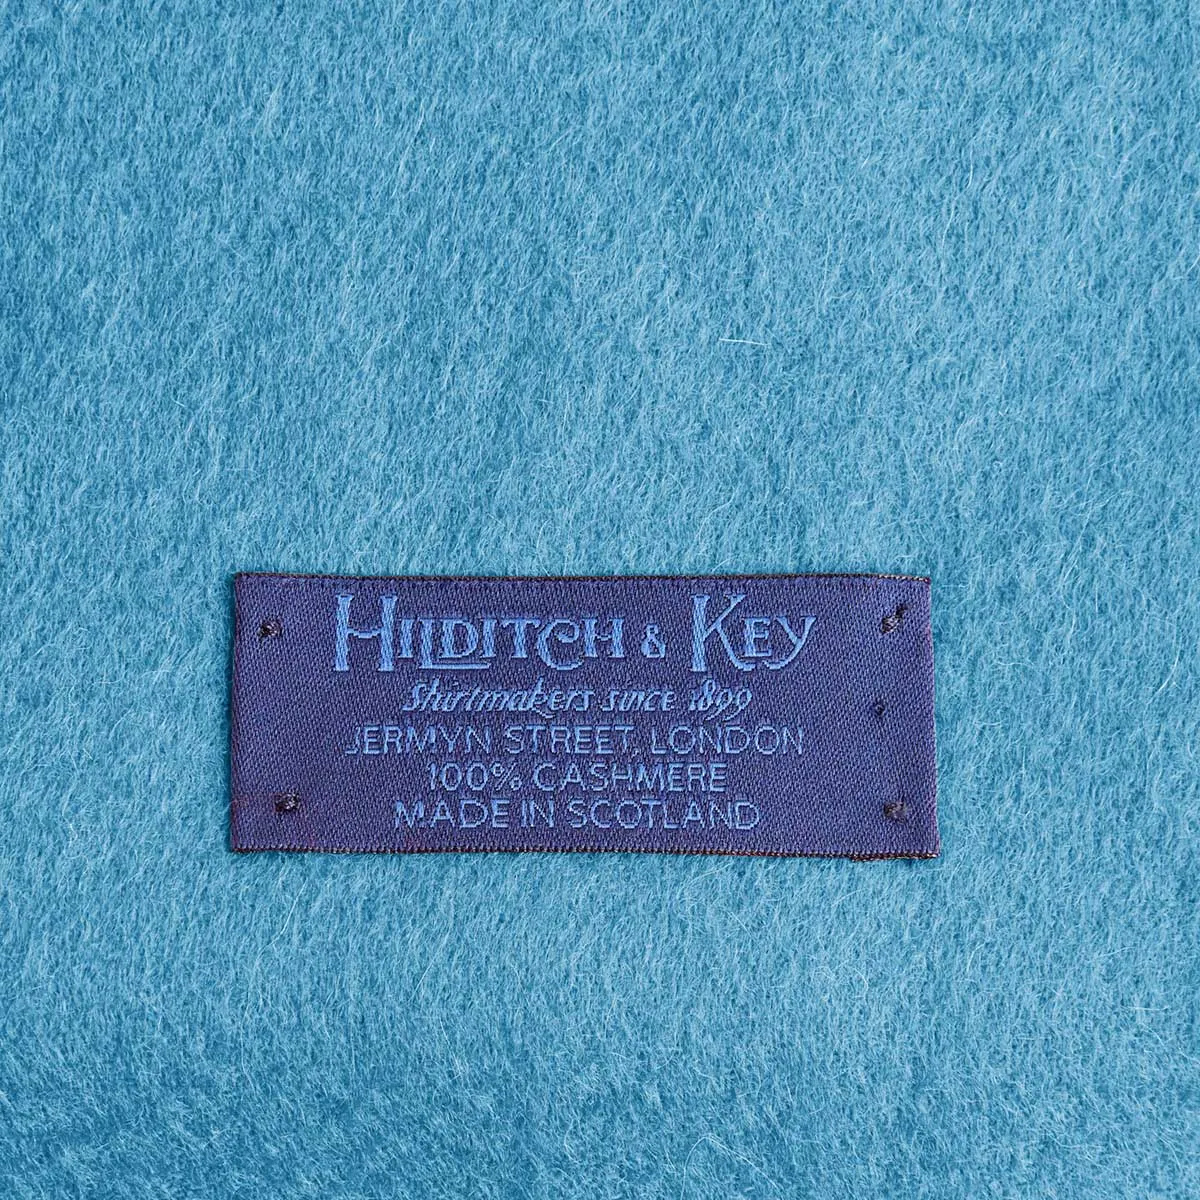 HILDITCH & KEY
Shirtmakers since 1899
JERMYN STREET, LONDON
100% CASHMERE
MADE IN SCOTLAND